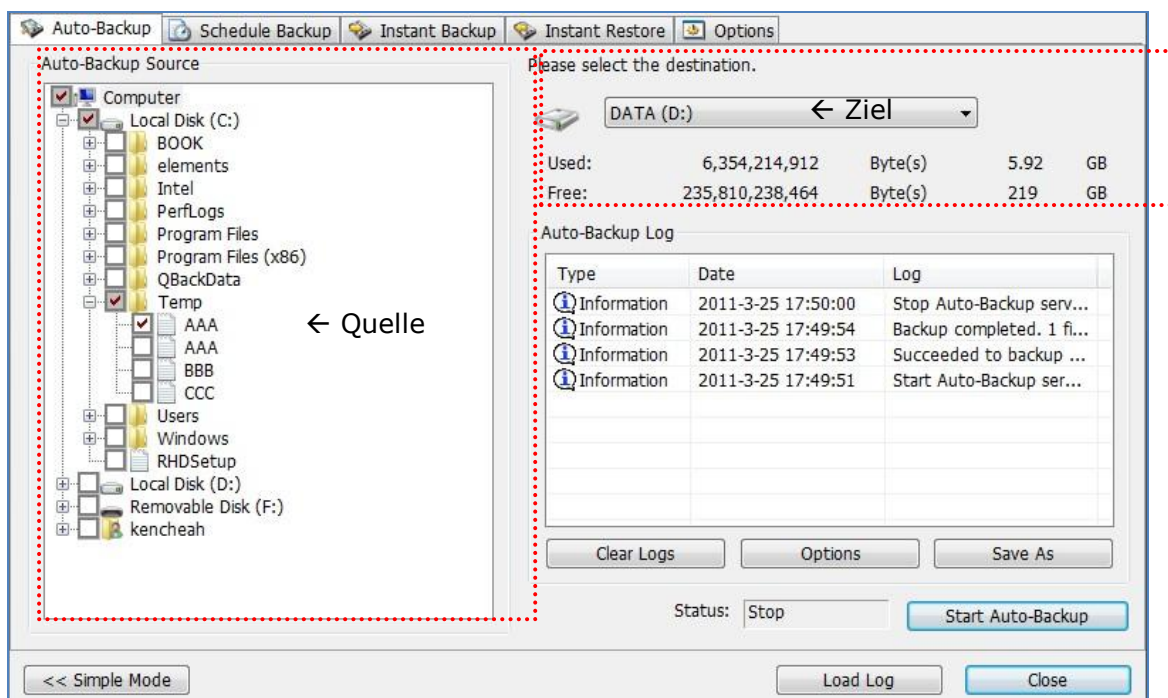 Auto-Backup Schedule Backup Instant Backup Instant Restore Options
Auto-Backup Source
Computer
Local Disk (C:)
BOOK
elements
Intel
PerfLogs
Program Files
Program Files (x86)
QBackData
Temp
AAA
AAA
BBB
CCC
Users
Windows
RHDSetup
Local Disk (D:)
Removable Disk (F:)
kencheah
← Quelle
Please select the destination.
DATA (D:) ← Ziel
Used: 6,354,214,912 Byte(s) 5.92 GB
Free: 235,810,238,464 Byte(s) 219 GB
Auto-Backup Log
Type Date Log
Information 2011-3-25 17:50:00 Stop Auto-Backup serv...
Information 2011-3-25 17:49:54 Backup completed. 1 fi...
Information 2011-3-25 17:49:53 Succeeded to backup ...
Information 2011-3-25 17:49:51 Start Auto-Backup ser...
Clear Logs Options Save As
Status: Stop Start Auto-Backup
<< Simple Mode Load Log Close